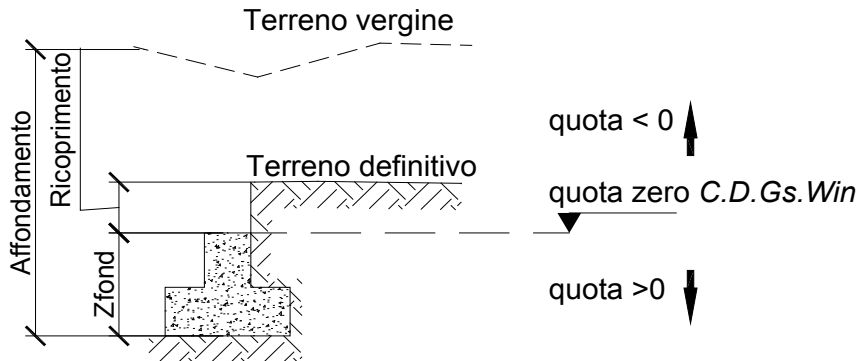 Terreno vergine
Affondamento
Ricoprimento
quota < 0
Terreno definitivo
quota zero C.D.Gs.Win
Zfond
quota >0